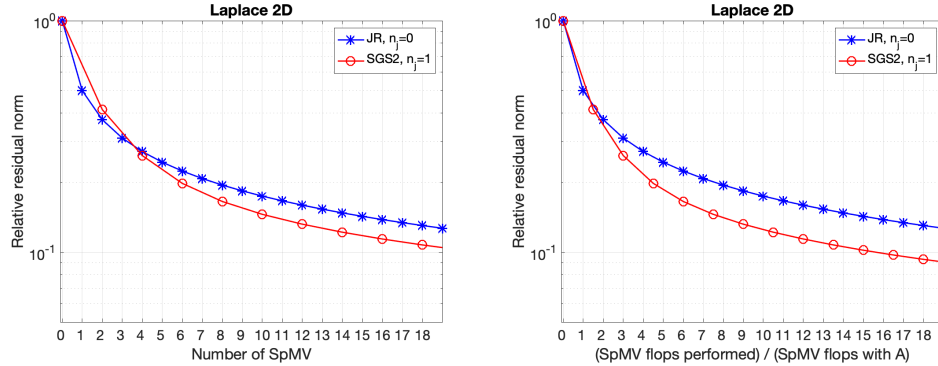 Laplace 2D
10^0
10^-1
Relative residual norm
JR, n_j=0
SGS2, n_j=1
0 1 2 3 4 5 6 7 8 9 10 11 12 13 14 15 16 17 18
Number of SpMV
Laplace 2D
10^0
10^-1
Relative residual norm
JR, n_j=0
SGS2, n_j=1
0 1 2 3 4 5 6 7 8 9 10 11 12 13 14 15 16 17 18
(SpMV flops performed) / (SpMV flops with A)